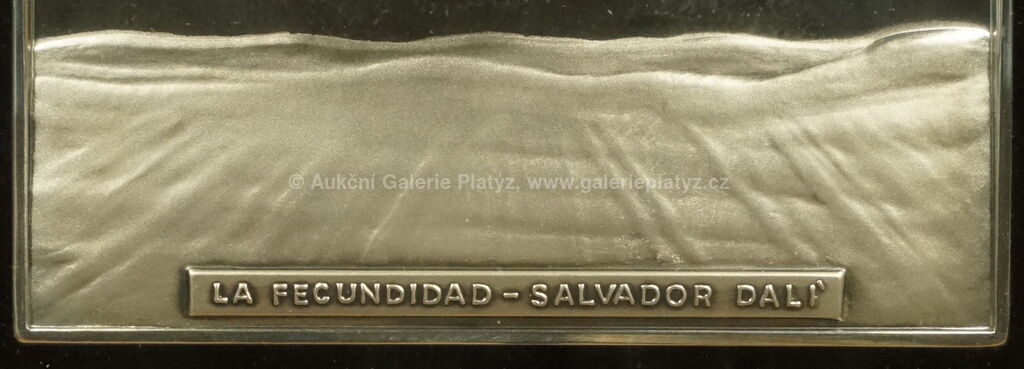 © Aukční Galerie Platýz, www.galerieplatyz.cz
LA FECUNDIDAD - SALVADOR DALI`